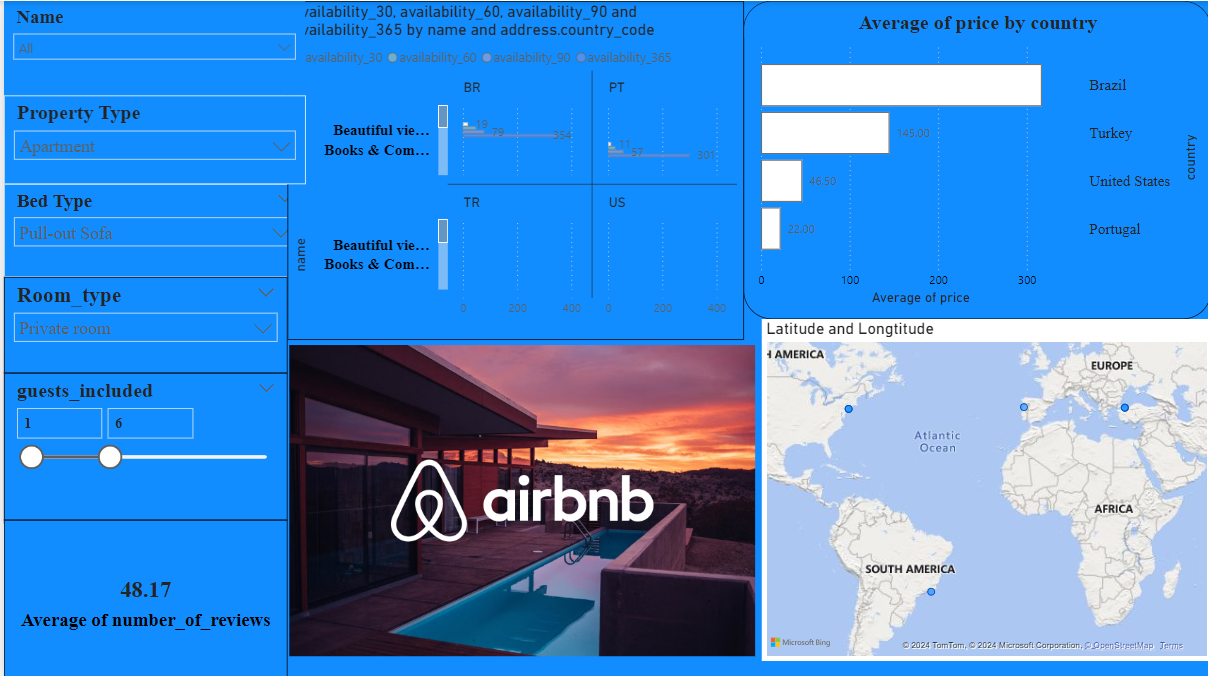 Name
All
Property Type
Apartment
Bed Type
Pull-out Sofa
Room_type
Private room
guests_included
1
6
48.17
Average of number_of_reviews
vailability_30, availability_60, availability_90 and
vailability_365 by name and address.country_code
availability_30 availability_60 availability_90 availability_365
BR
PT
Beautiful vie…
Books & Com…
19
79
354
11
57
301
TR
US
name
Beautiful vie…
Books & Com…
0 200 400 0 200 400
airbnb
Average of price by country
Brazil
145.00
Turkey
46.50
United States
22.00
Portugal
country
0 100 200 300
Average of price
Latitude and Longtitude
H AMERICA
EUROPE
Atlantic
Ocean
AFRICA
SOUTH AMERICA
Microsoft Bing
© 2024 TomTom, © 2024 Microsoft Corporation, © OpenStreetMap Terms